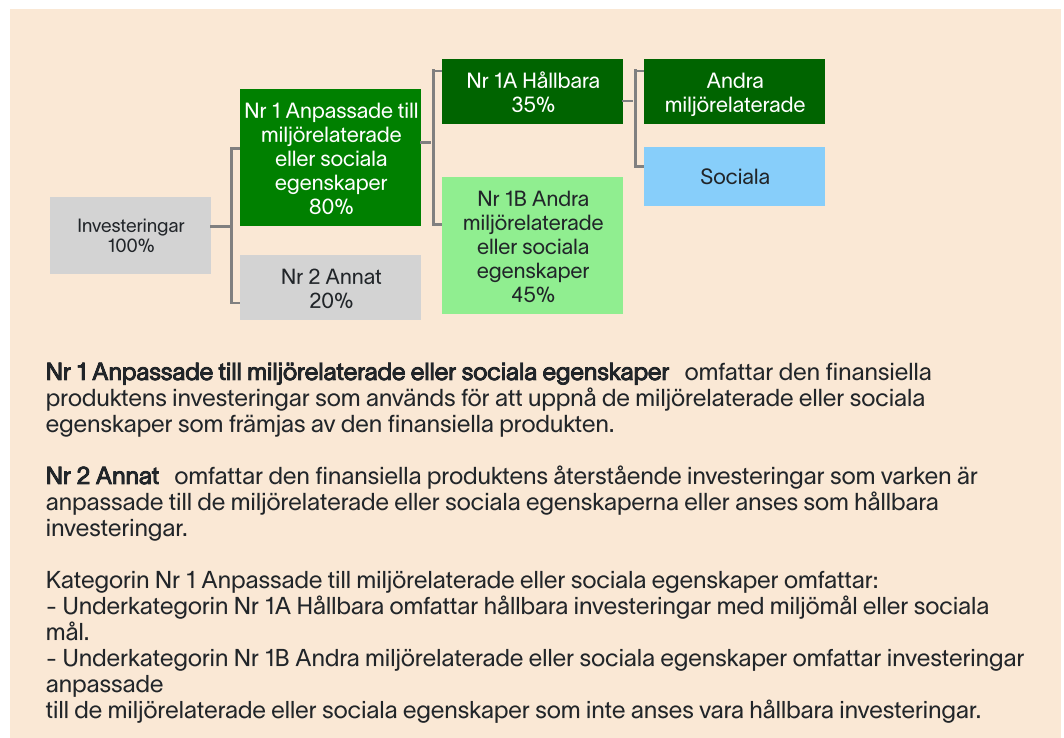 Investeringar
100%
Nr 1 Anpassade till
miljörelaterade
eller sociala
egenskaper
80%
Nr 2 Annat
20%
Nr 1A Hållbara
35%
Nr 1B Andra
miljörelaterade
eller sociala
egenskaper
45%
Andra
miljörelaterade
Sociala
Nr 1 Anpassade till miljörelaterade eller sociala egenskaper omfattar den finansiella
produktens investeringar som används för att uppnå de miljörelaterade eller sociala
egenskaper som främjas av den finansiella produkten.
Nr 2 Annat omfattar den finansiella produktens återstående investeringar som varken är
anpassade till de miljörelaterade eller sociala egenskaperna eller anses som hållbara
investeringar.
Kategorin Nr 1 Anpassade till miljörelaterade eller sociala egenskaper omfattar:
- Underkategorin Nr 1A Hållbara omfattar hållbara investeringar med miljömål eller sociala
mål.
- Underkategorin Nr 1B Andra miljörelaterade eller sociala egenskaper omfattar investeringar
anpassade
till de miljörelaterade eller sociala egenskaper som inte anses vara hållbara investeringar.